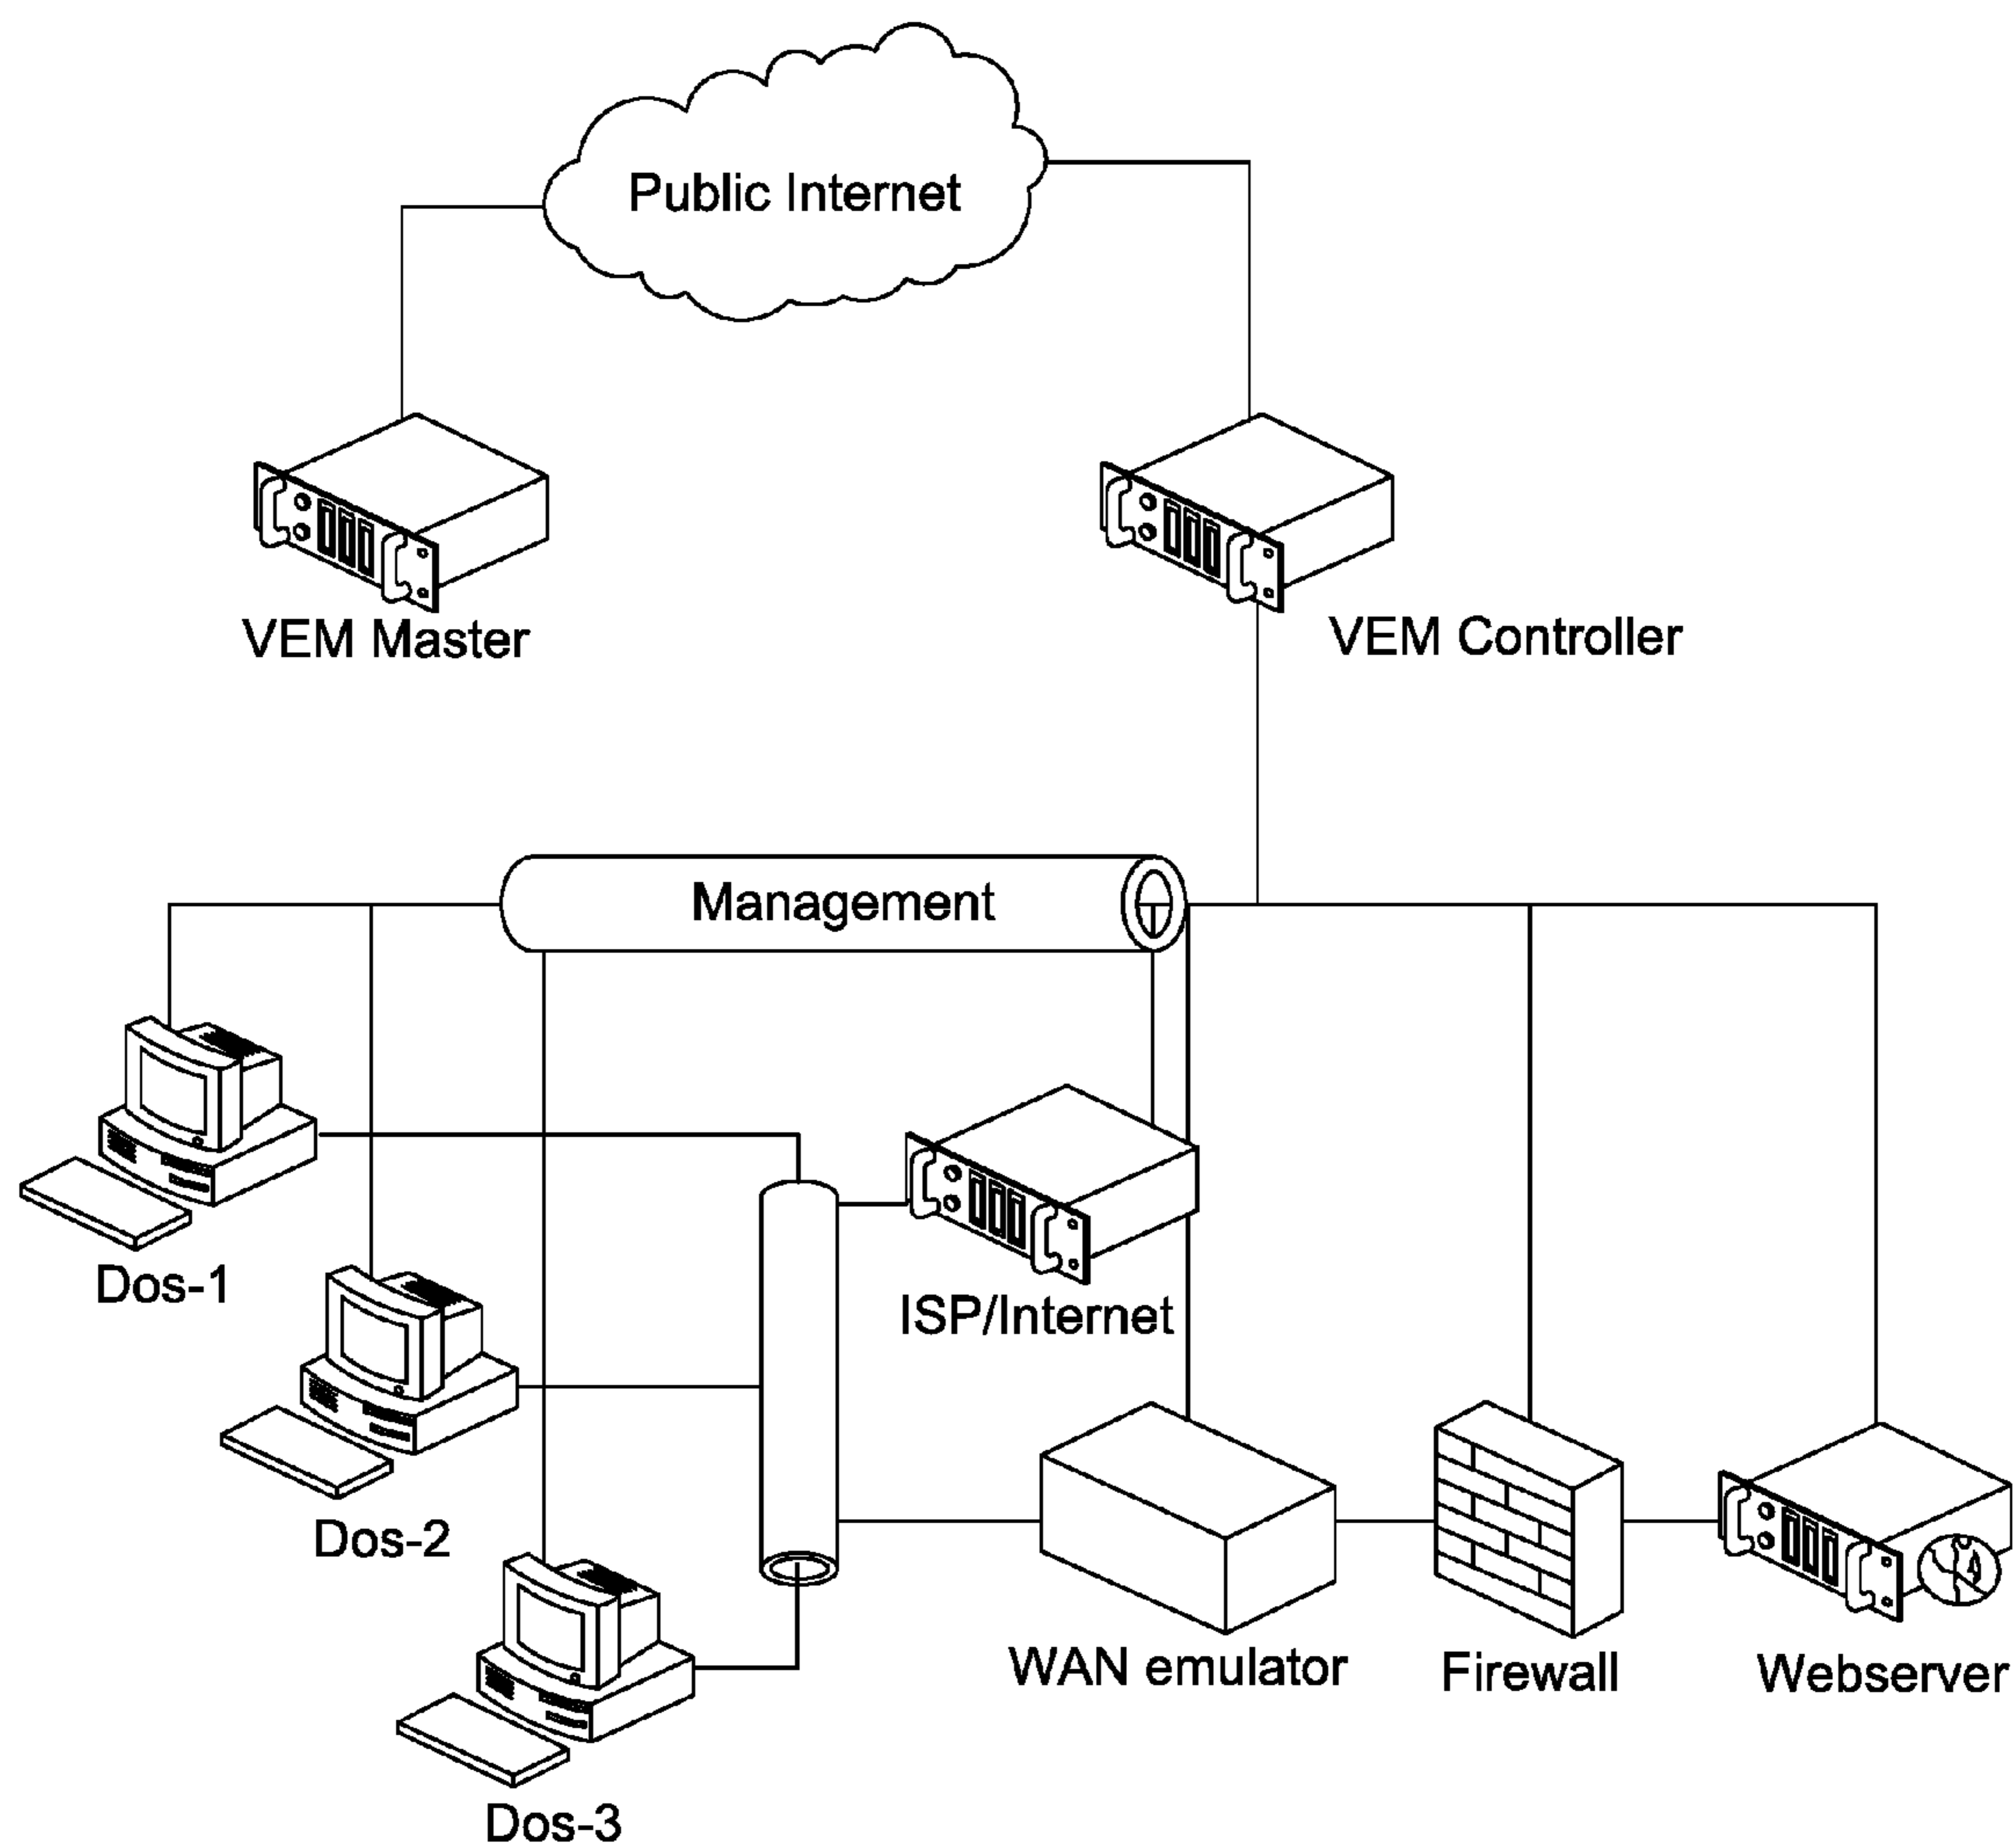 Public Internet
VEM Master
VEM Controller
Management
Dos-1
ISP/Internet
Dos-2
WAN emulator
Firewall
Webserver
Dos-3